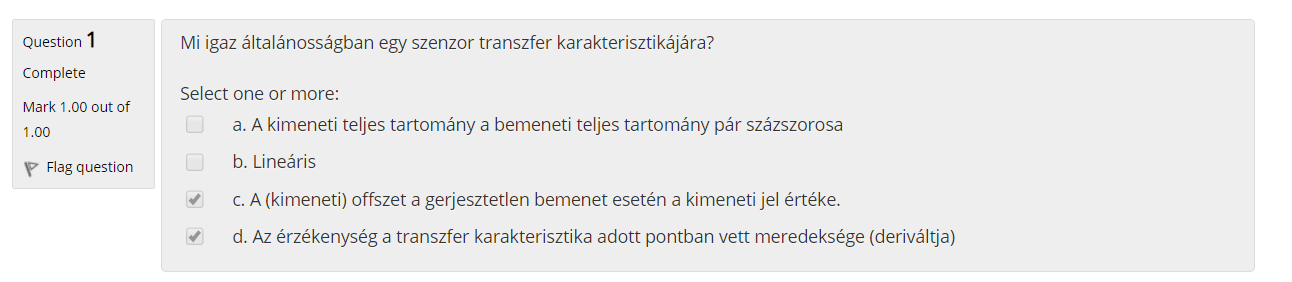 Question 1
Complete
Mark 1.00 out of
1.00
Flag question
Mi igaz általánosságban egy szenzor transzfer karakterisztikájára?
Select one or more:
a. A kimeneti teljes tartomány a bemeneti teljes tartomány pár százszorosa
b. Lineáris
c. A (kimeneti) offszet a gerjesztetlen bemenet esetén a kimeneti jel értéke.
d. Az érzékenység a transzfer karakterisztika adott pontban vett meredeksége (deriváltja)